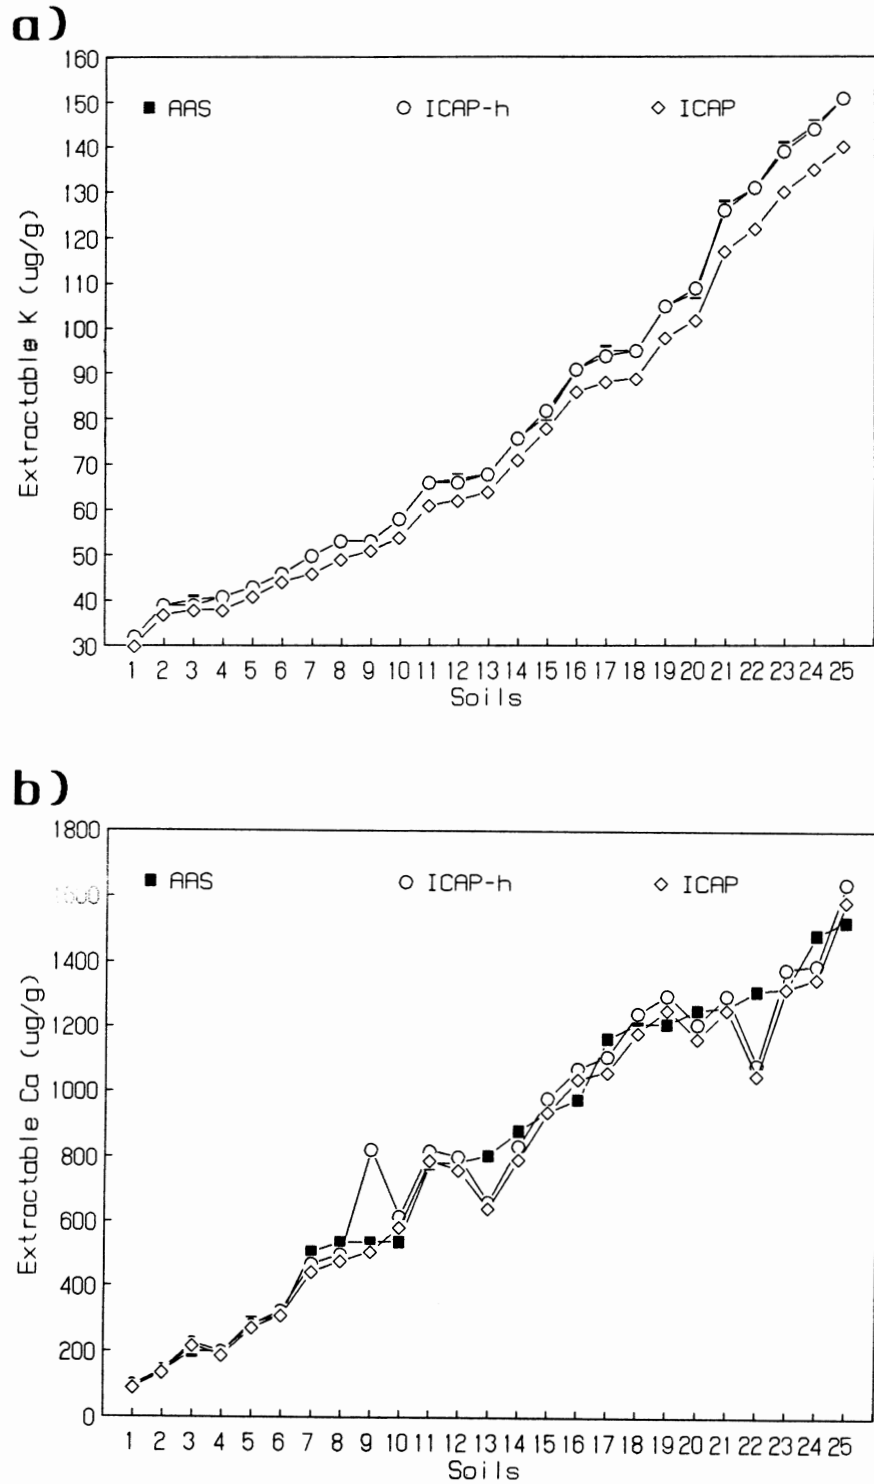 a)
160
150
140
130
120
110
100
90
80
70
60
50
40
30
Extractable K (ug/g)
AAS ICAP-h ICAP
1 2 3 4 5 6 7 8 9 10 11 12 13 14 15 16 17 18 19 20 21 22 23 24 25
Soils
b)
1800
1600
1400
1200
1000
800
600
400
200
0
Extractable Ca (ug/g)
AAS ICAP-h ICAP
1 2 3 4 5 6 7 8 9 10 11 12 13 14 15 16 17 18 19 20 21 22 23 24 25
Soils